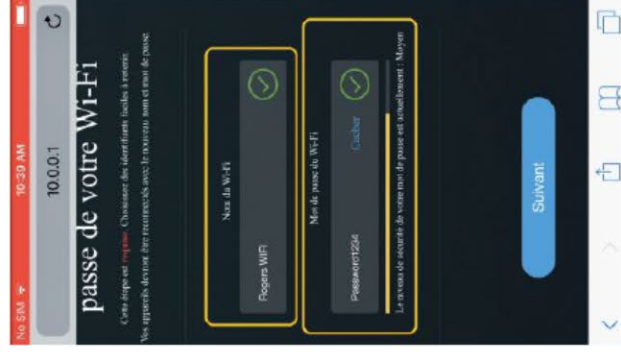 No SIM 10:39 AM
10.0.0.1
passe de votre Wi-Fi
Cette étape est requise. Choisissez des identifiants faciles à retenir.
Vos appareils devront être reconnectés avec le nouveau nom et mot de passe.
Nom du Wi-Fi
Rogers WIFI
Mot de passe du Wi-Fi
Password1234 Cacher
Le niveau de sécurité de votre mot de passe est actuellement : Moyen
Suivant